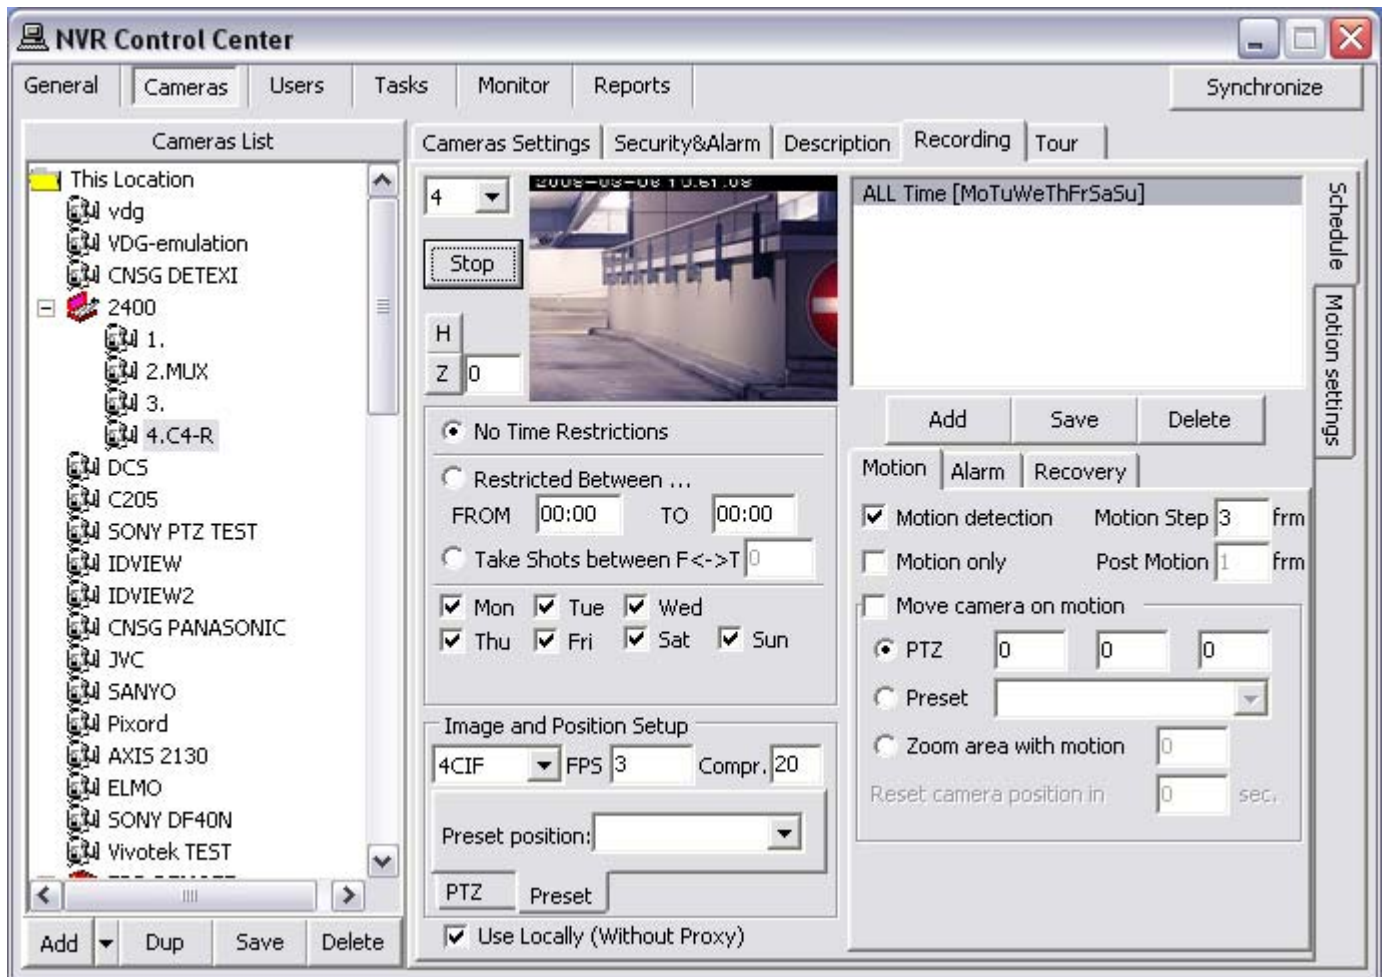 NVR Control Center
General Cameras Users Tasks Monitor Reports Synchronize
Cameras List
This Location
vdg
VDG-emulation
CNSG DETEXI
2400
1.
2.MUX
3.
4.C4-R
DCS
C205
SONY PTZ TEST
IDVIEW
IDVIEW2
CNSG PANASONIC
JVC
SANYO
Pixord
AXIS 2130
ELMO
SONY DF40N
Vivotek TEST
Add Dup Save Delete
Cameras Settings Security&Alarm Description Recording Tour
4
Stop
H
Z 0
No Time Restrictions
Restricted Between ...
FROM 00:00 TO 00:00
Take Shots between F<->T 0
Mon Tue Wed
Thu Fri Sat Sun
Image and Position Setup
4CIF FPS 3 Compr. 20
Preset position:
PTZ Preset
Use Locally (Without Proxy)
ALL Time [MoTuWeThFrSaSu]
Add Save Delete
Motion Alarm Recovery
Motion detection Motion Step 3 frm
Motion only Post Motion 1 frm
Move camera on motion
PTZ 0 0 0
Preset
Zoom area with motion 0
Reset camera position in 0 sec.
Schedule
Motion settings